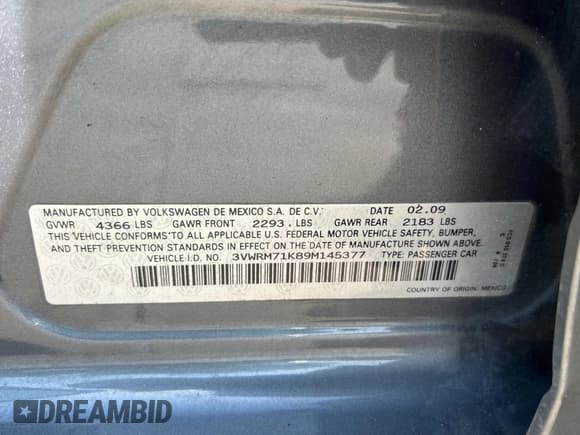 MANUFACTURED BY VOLKSWAGEN DE MEXICO S.A. DE C.V. DATE 02.09
GVWR 4366 LBS GAWR FRONT 2293. LBS GAWR REAR 2183 LBS
THIS VEHICLE CONFORMS TO ALL APPLICABLE U.S. FEDERAL MOTOR VEHICLE SAFETY, BUMPER,
AND THEFT PREVENTION STANDARDS IN EFFECT ON THE DATE OF MANUFACTURE SHOWN ABOVE.
VEHICLE I.D. NO. 3VWRM71K89M145377 TYPE: PASSENGER CAR
COUNTRY OF ORIGIN: MEXICO
DREAMBID